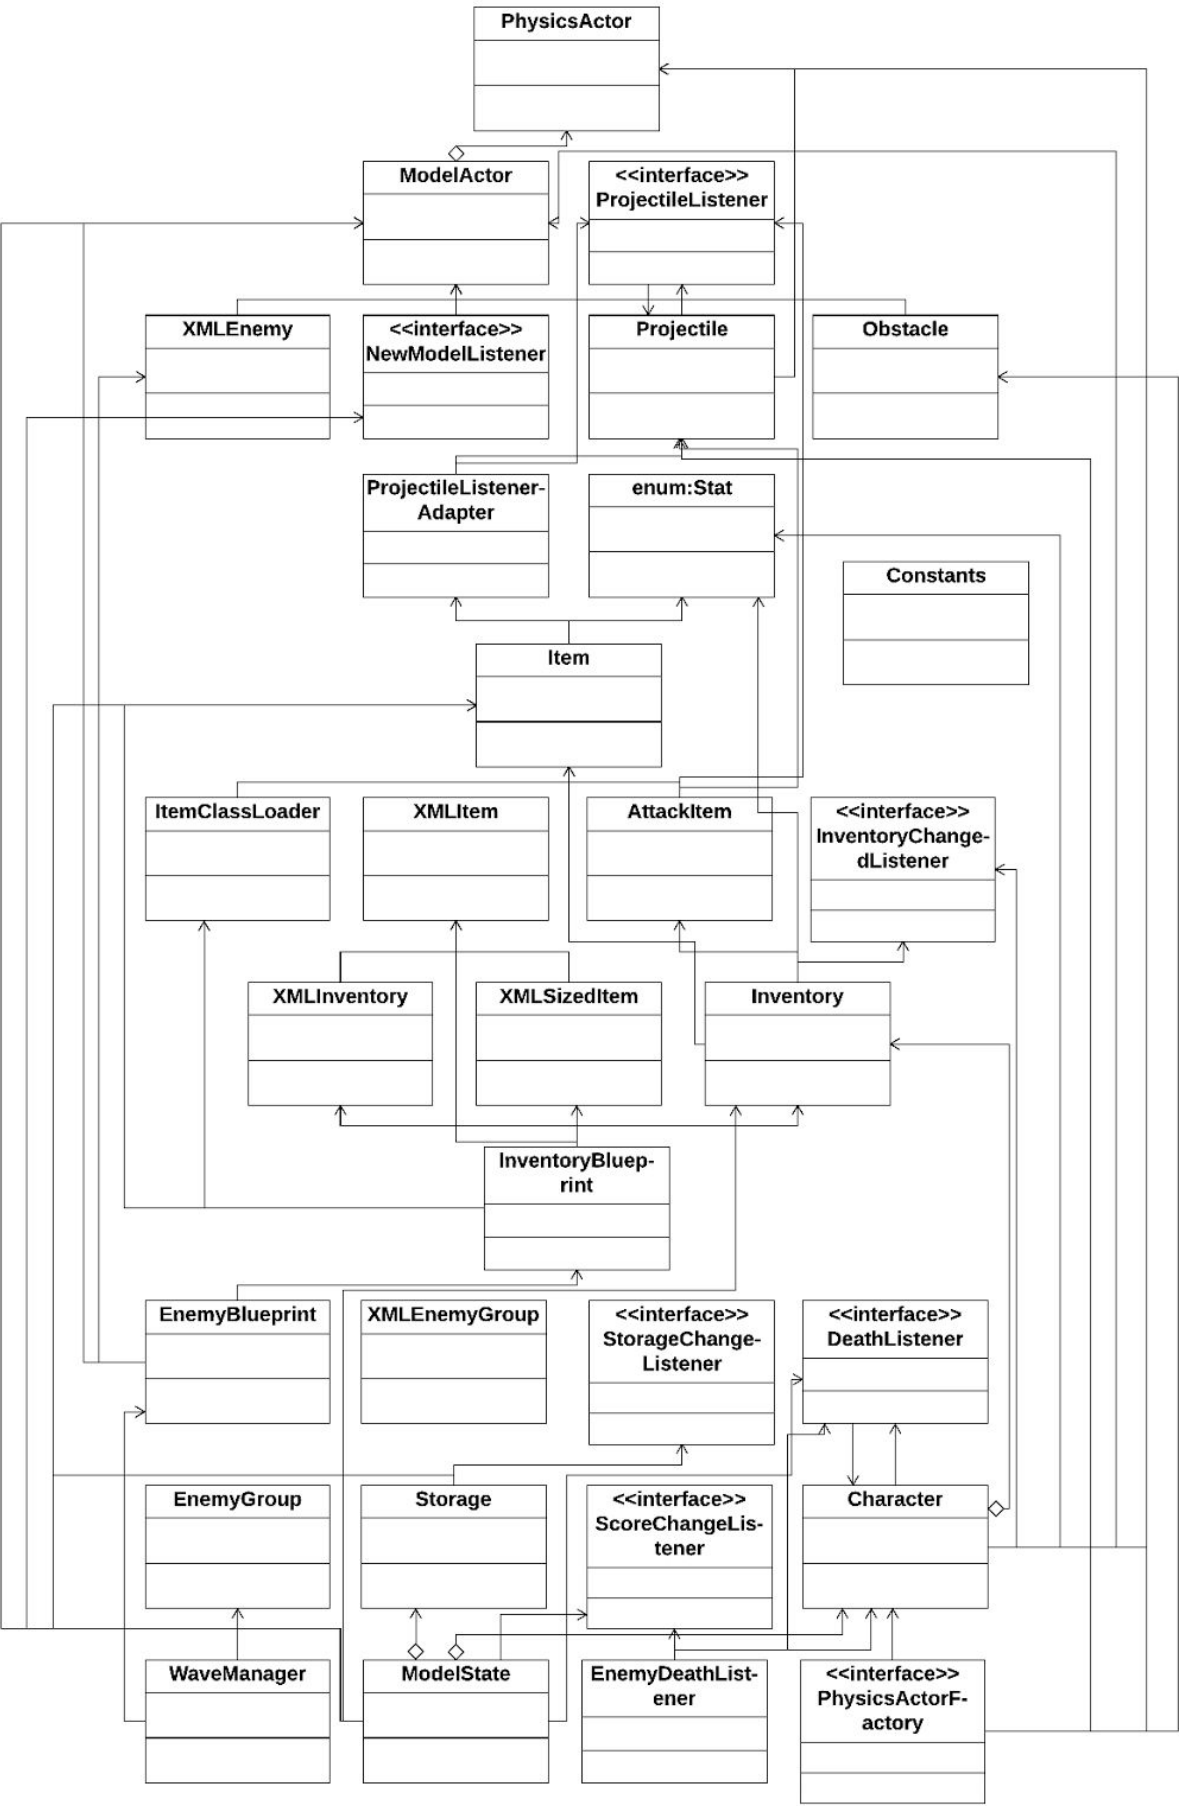 PhysicsActor
ModelActor
<<interface>>
ProjectileListener
XMLEnemy
<<interface>>
NewModelListener
Projectile
Obstacle
ProjectileListener-
Adapter
enum:Stat
Constants
Item
ItemClassLoader
XMLItem
AttackItem
<<interface>>
InventoryChange-
dListener
XMLInventory
XMLSizedItem
Inventory
InventoryBluep-
rint
EnemyBlueprint
XMLEnemyGroup
<<interface>>
StorageChange-
Listener
<<interface>>
DeathListener
EnemyGroup
Storage
<<interface>>
ScoreChangeLis-
tener
Character
WaveManager
ModelState
EnemyDeathList-
ener
<<interface>>
PhysicsActorF-
actory